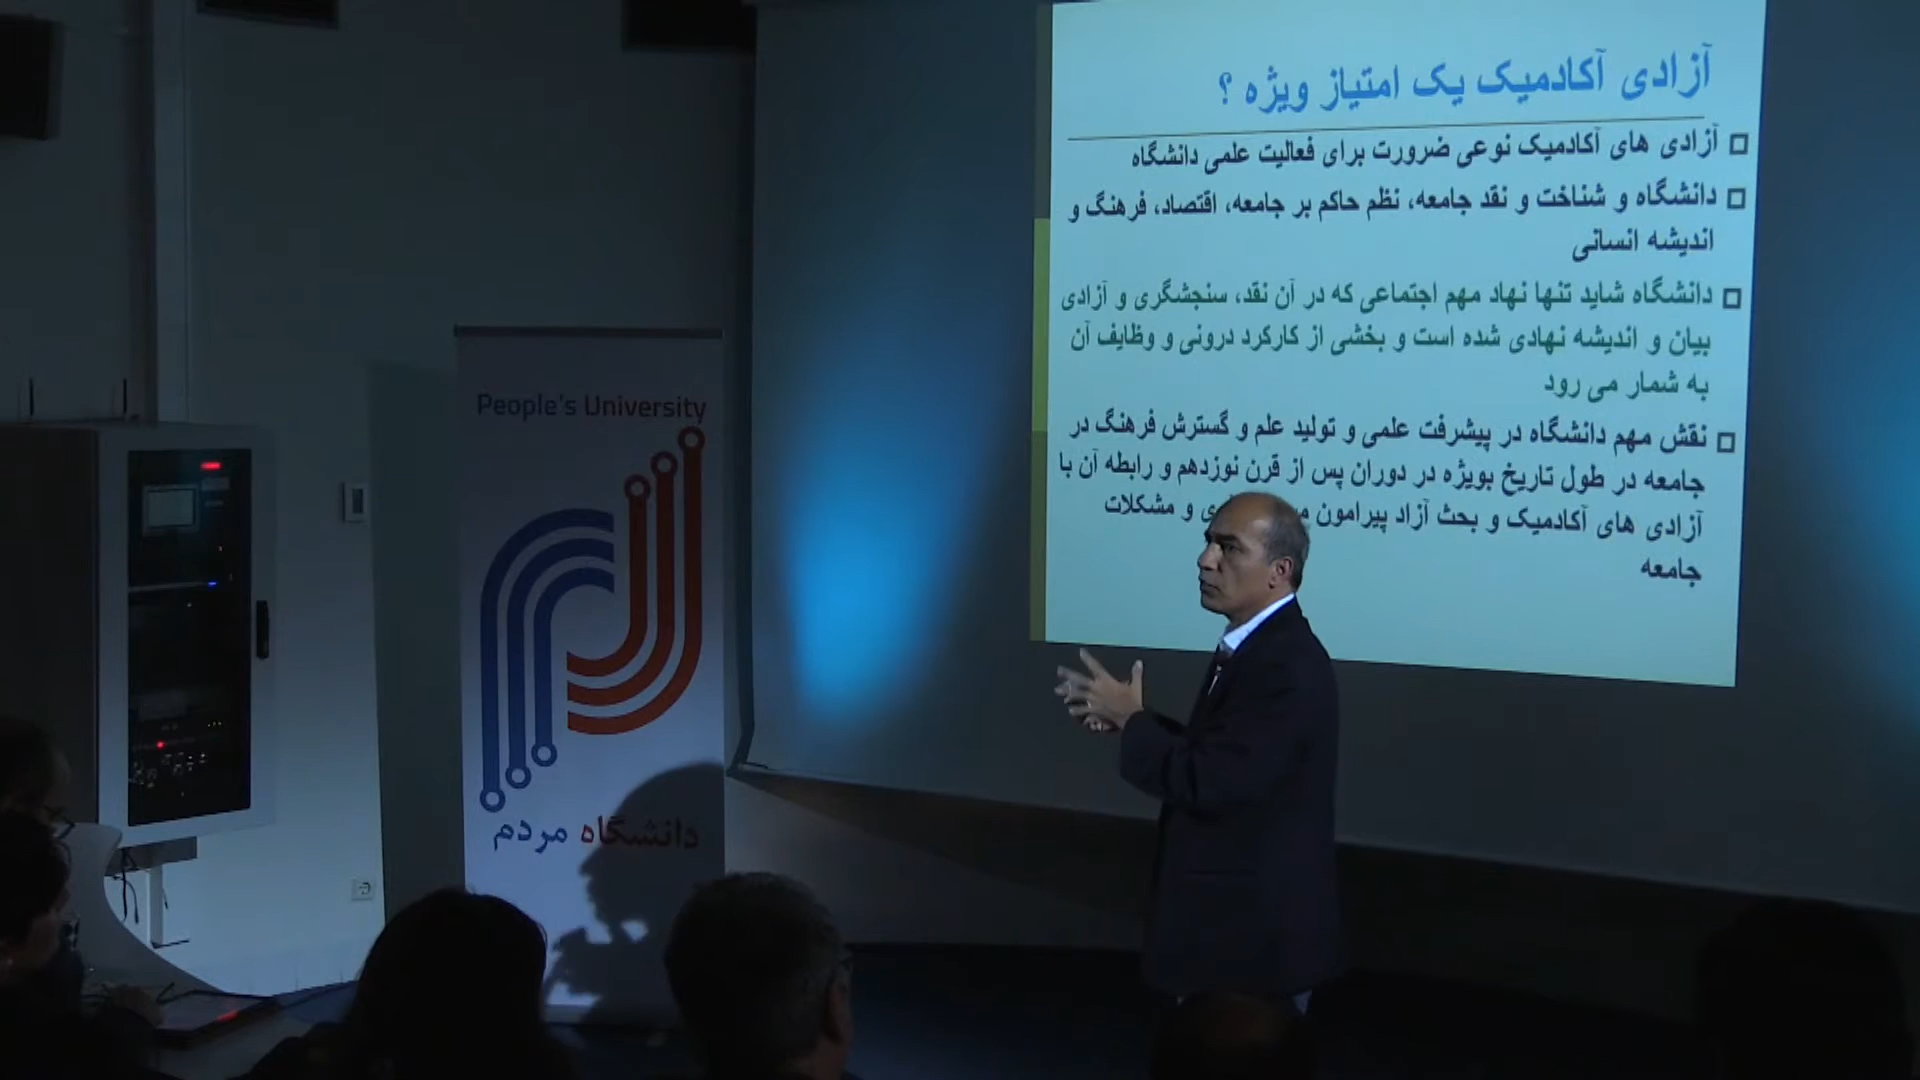 آزادی آکادمیک یک امتیاز ویژه ؟
آزادی های آکادمیک نوعی ضرورت برای فعالیت علمی دانشگاه
دانشگاه و شناخت و نقد جامعه، نظم حاکم بر جامعه، اقتصاد، فرهنگ و
اندیشه انسانی
دانشگاه شاید تنها نهاد مهم اجتماعی که در آن نقد، سنجشگری و آزادی
بیان و اندیشه نهادی شده است و بخشی از کارکرد درونی و وظایف آن
به شمار می رود
نقش مهم دانشگاه در پیشرفت علمی و تولید علم و گسترش فرهنگ در
جامعه در طول تاریخ بویژه در دوران پس از قرن نوزدهم و رابطه آن با
آزادی های آکادمیک و بحث آزاد پیرامون و مشکلات
جامعه
People's University
دانشگاه مردم